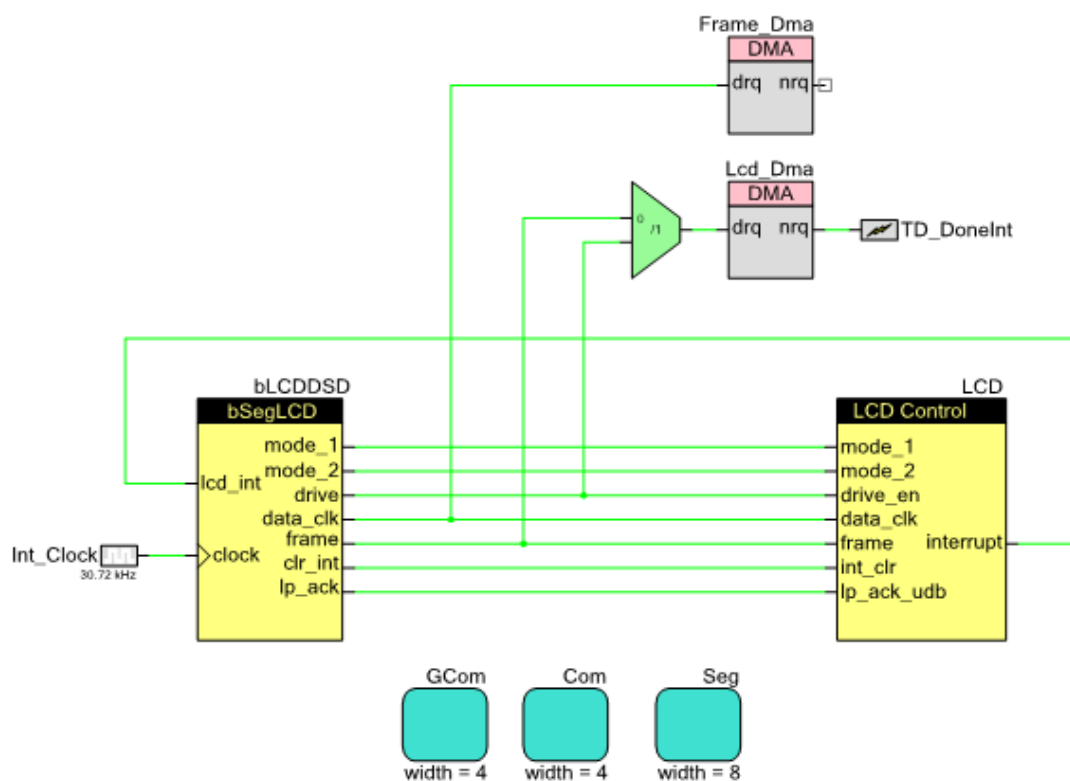 Frame_Dma
DMA
drq nrq
Lcd_Dma
DMA
0
/1
drq nrq
TD_DoneInt
bLCDDSD
bSegLCD
lcd_int
mode_1
mode_2
drive
data_clk
frame
clr_int
lp_ack
clock
Int_Clock
30.72 kHz
LCD
LCD Control
mode_1
mode_2
drive_en
data_clk
frame
int_clr
lp_ack_udb
interrupt
GCom
width = 4
Com
width = 4
Seg
width = 8